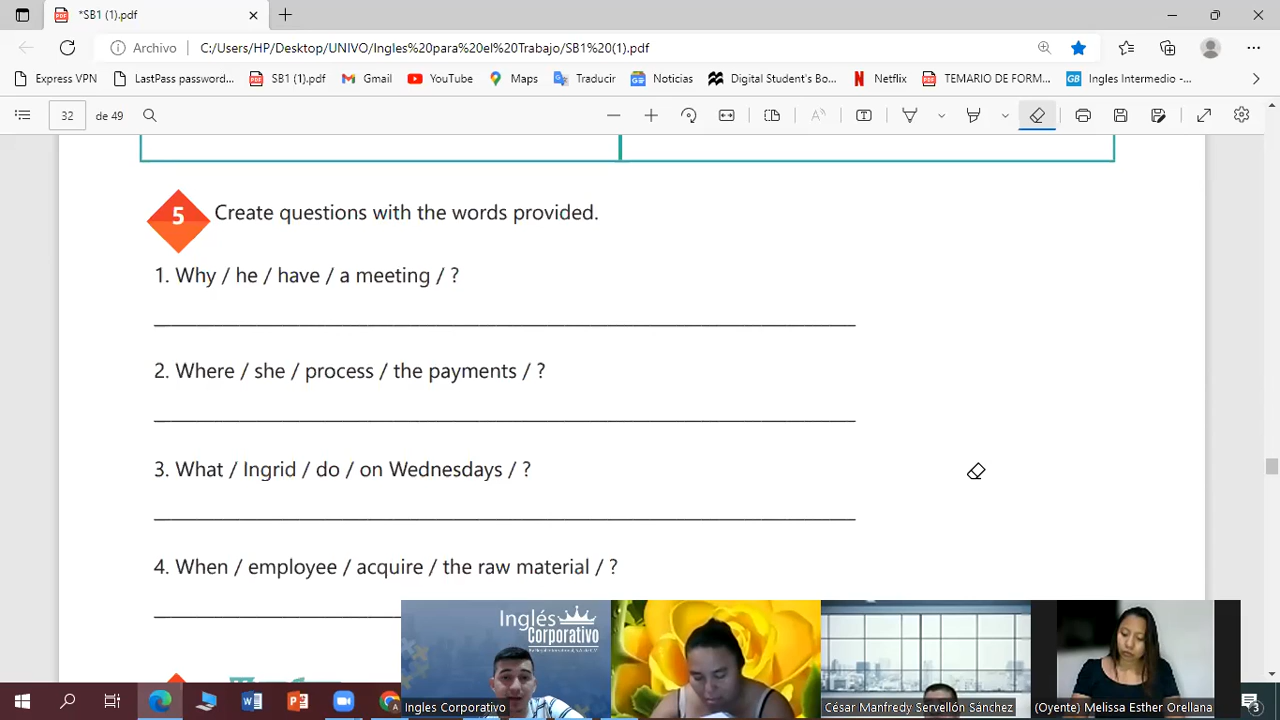 *SB1 (1).pdf
Archivo
C:/Users/HP/Desktop/UNIVO/Ingles%20para%20el%20Trabajo/SB1%20(1).pdf
Express VPN
LastPass password...
SB1 (1).pdf
Gmail
YouTube
Maps
Traducir
Noticias
Digital Student's Bo...
Netflix
TEMARIO DE FORM...
Ingles Intermedio -...
32
de 49
5
Create questions with the words provided.
1. Why / he / have / a meeting / ?
2. Where / she / process / the payments / ?
3. What / Ingrid / do / on Wednesdays / ?
4. When / employee / acquire / the raw material / ?
Inglés
Corporativo
Ingles Corporativo
César Manfredy Servellón Sánchez
(Oyente) Melissa Esther Orellana